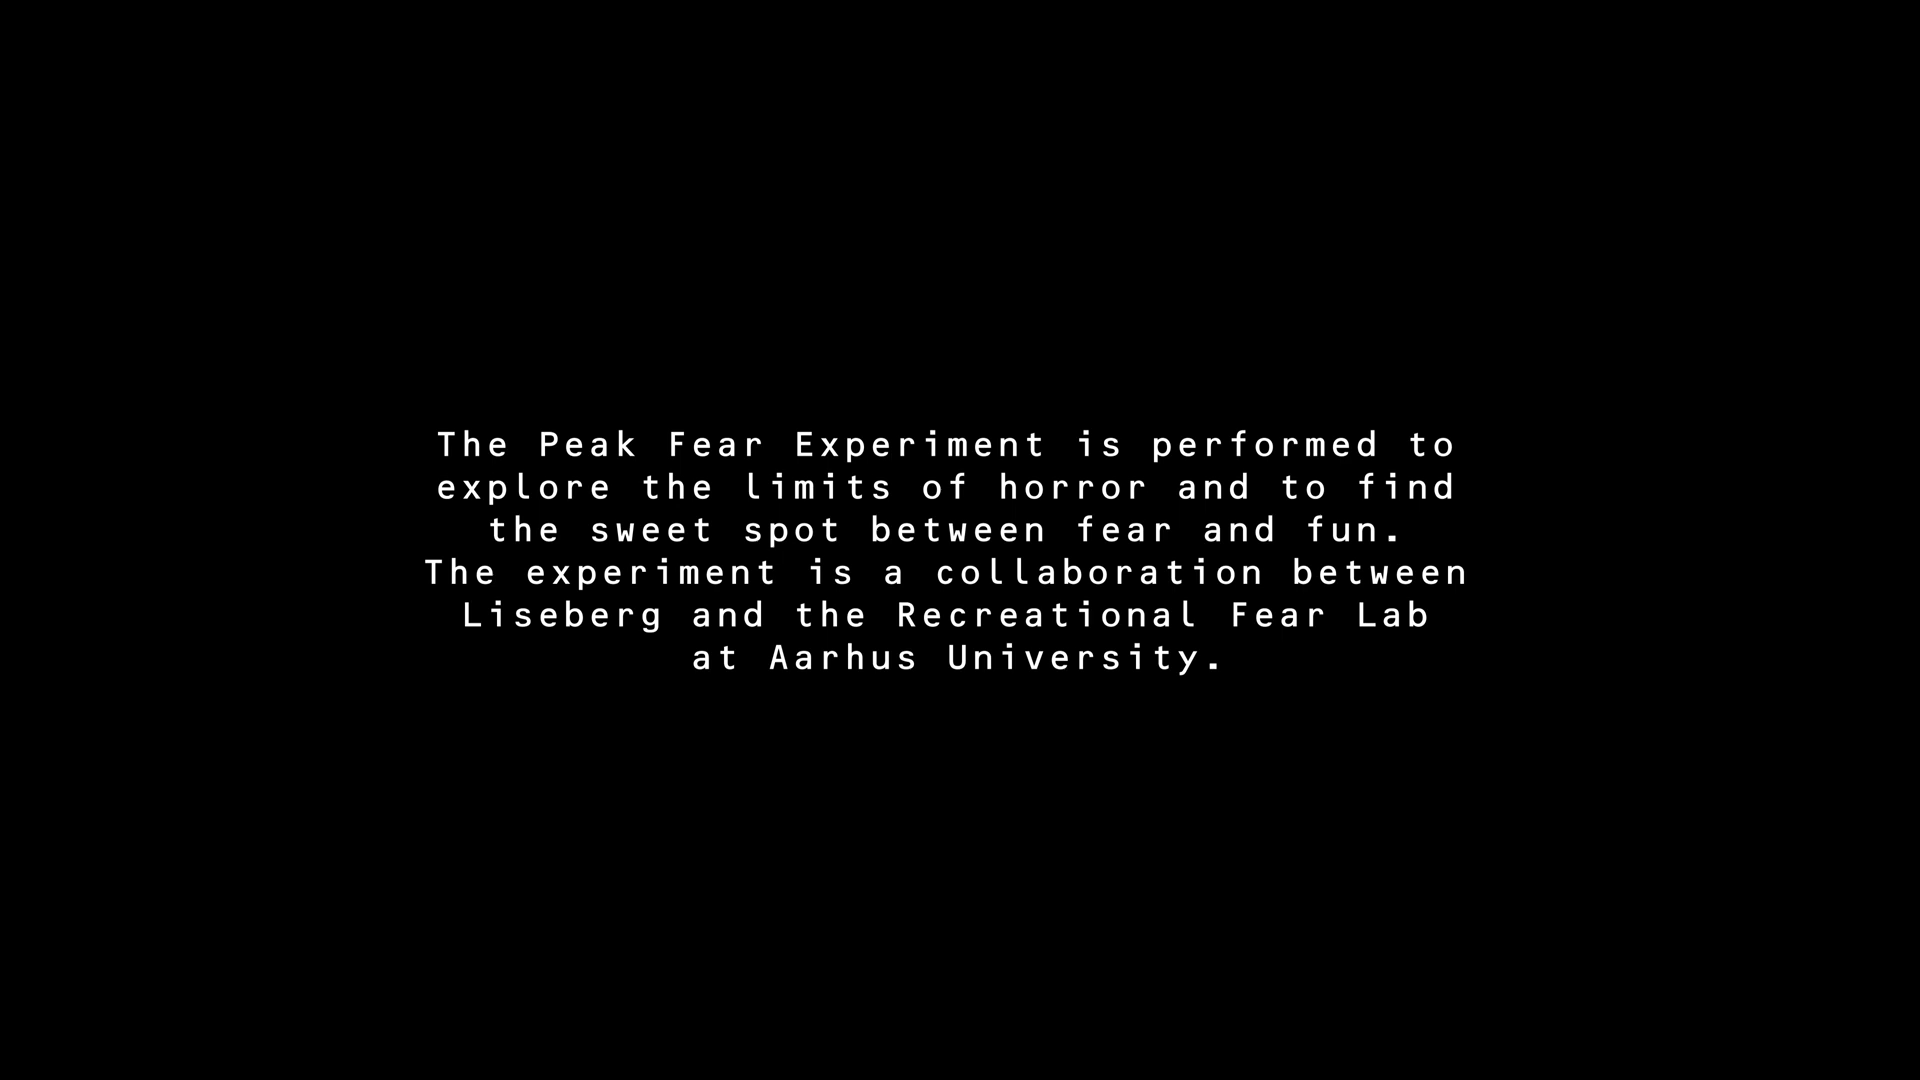 The Peak Fear Experiment is performed to
explore the limits of horror and to find
the sweet spot between fear and fun.
The experiment is a collaboration between
Liseberg and the Recreational Fear Lab
at Aarhus University.